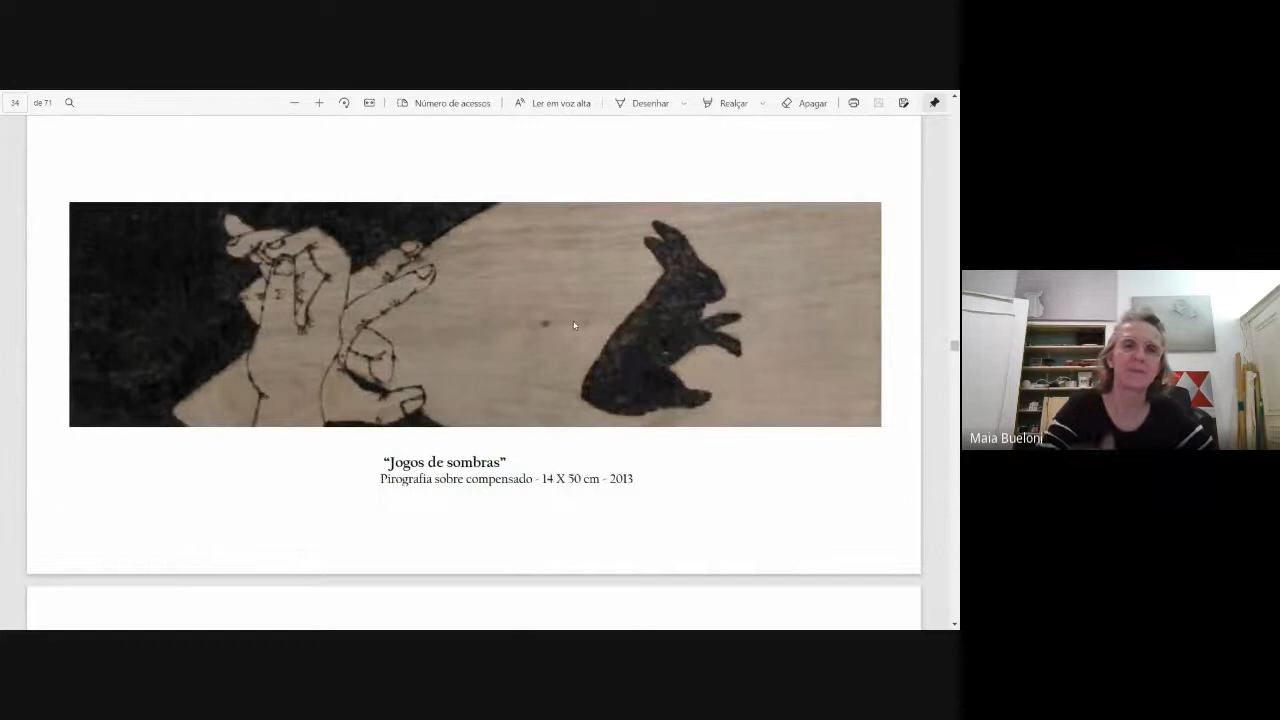 34 de 71 Número de acessos Ler em voz alta Desenhar Realçar Apagar
“Jogos de sombras”
Pirografia sobre compensado - 14 X 50 cm - 2013
Maia Bueloni